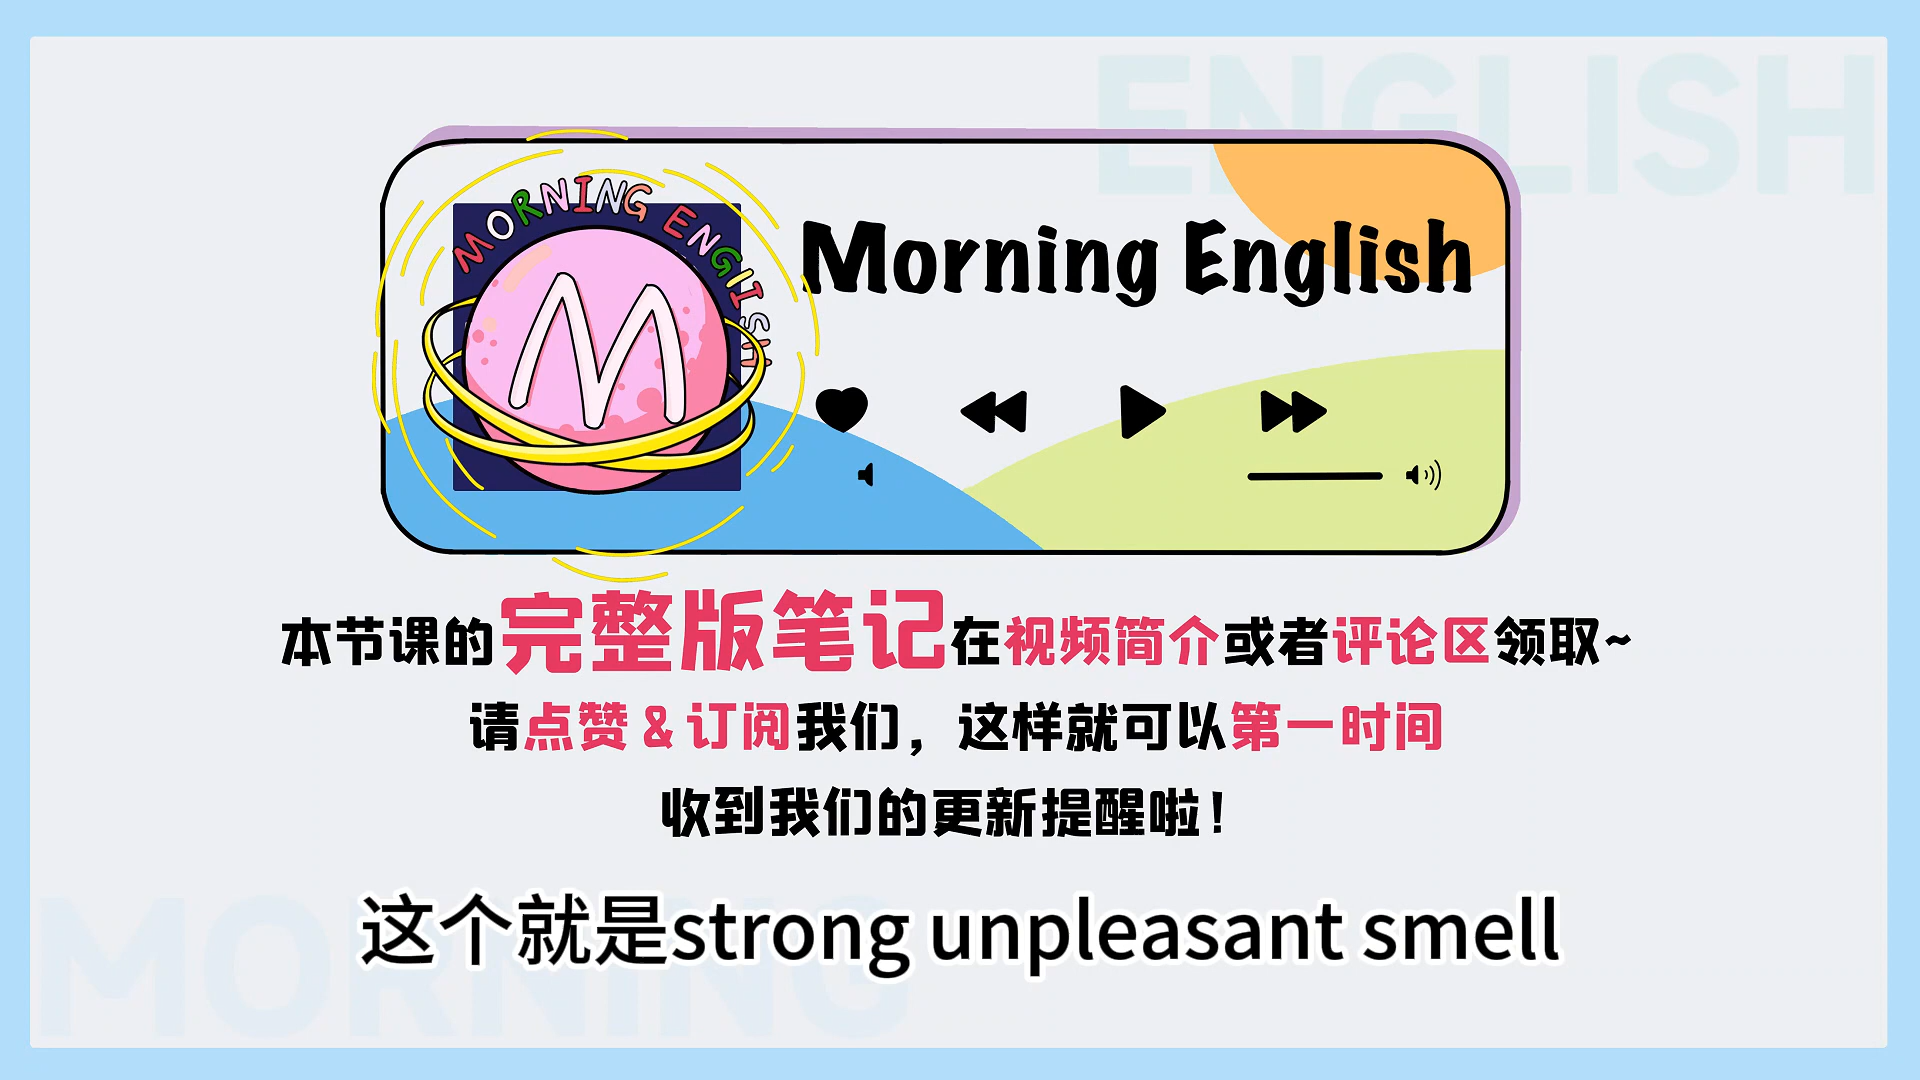 ENGLISH
MORNING ENGLISH
M
Morning English
本节课的完整版笔记在视频简介或者评论区领取~
请点赞&订阅我们，这样就可以第一时间
收到我们的更新提醒啦！
这个就是strong unpleasant smell
MORNING